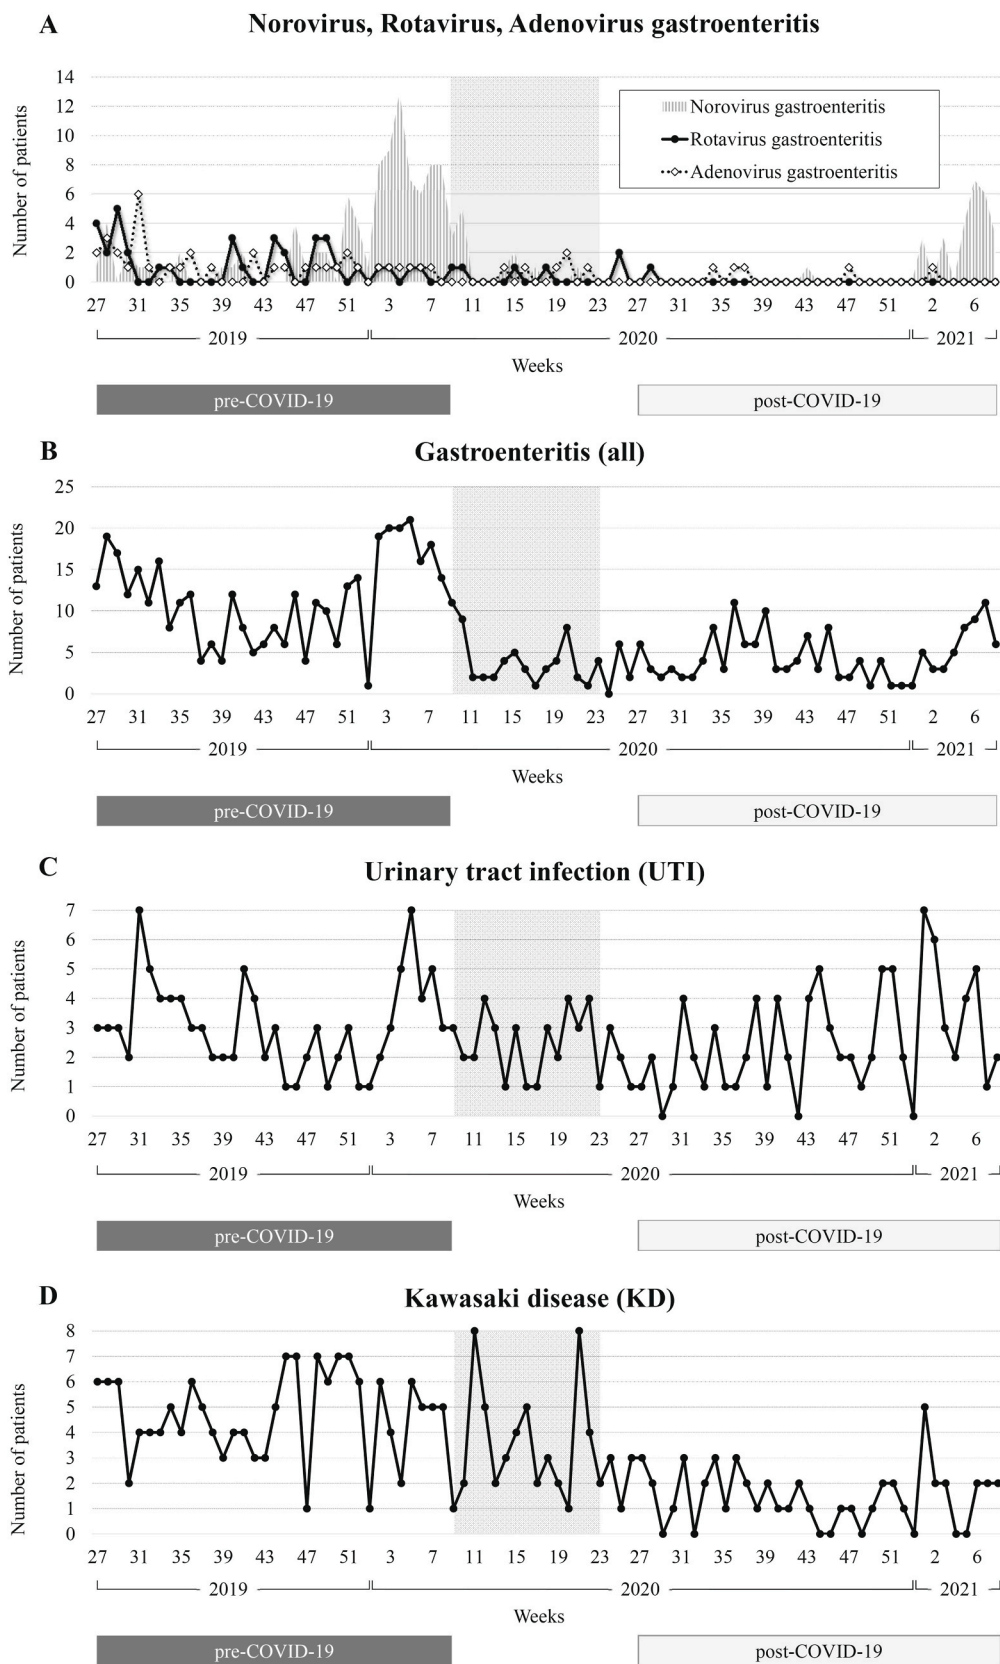 A
Norovirus, Rotavirus, Adenovirus gastroenteritis
Number of patients
14
12
10
8
6
4
2
0
Norovirus gastroenteritis
Rotavirus gastroenteritis
Adenovirus gastroenteritis
27 31 35 39 43 47 51 3 7 11 15 19 23 27 31 35 39 43 47 51 2 6
2019 2020 2021
Weeks
pre-COVID-19 post-COVID-19
B
Gastroenteritis (all)
Number of patients
25
20
15
10
5
0
27 31 35 39 43 47 51 3 7 11 15 19 23 27 31 35 39 43 47 51 2 6
2019 2020 2021
Weeks
pre-COVID-19 post-COVID-19
C
Urinary tract infection (UTI)
Number of patients
7
6
5
4
3
2
1
0
27 31 35 39 43 47 51 3 7 11 15 19 23 27 31 35 39 43 47 51 2 6
2019 2020 2021
Weeks
pre-COVID-19 post-COVID-19
D
Kawasaki disease (KD)
Number of patients
8
7
6
5
4
3
2
1
0
27 31 35 39 43 47 51 3 7 11 15 19 23 27 31 35 39 43 47 51 2 6
2019 2020 2021
Weeks
pre-COVID-19 post-COVID-19